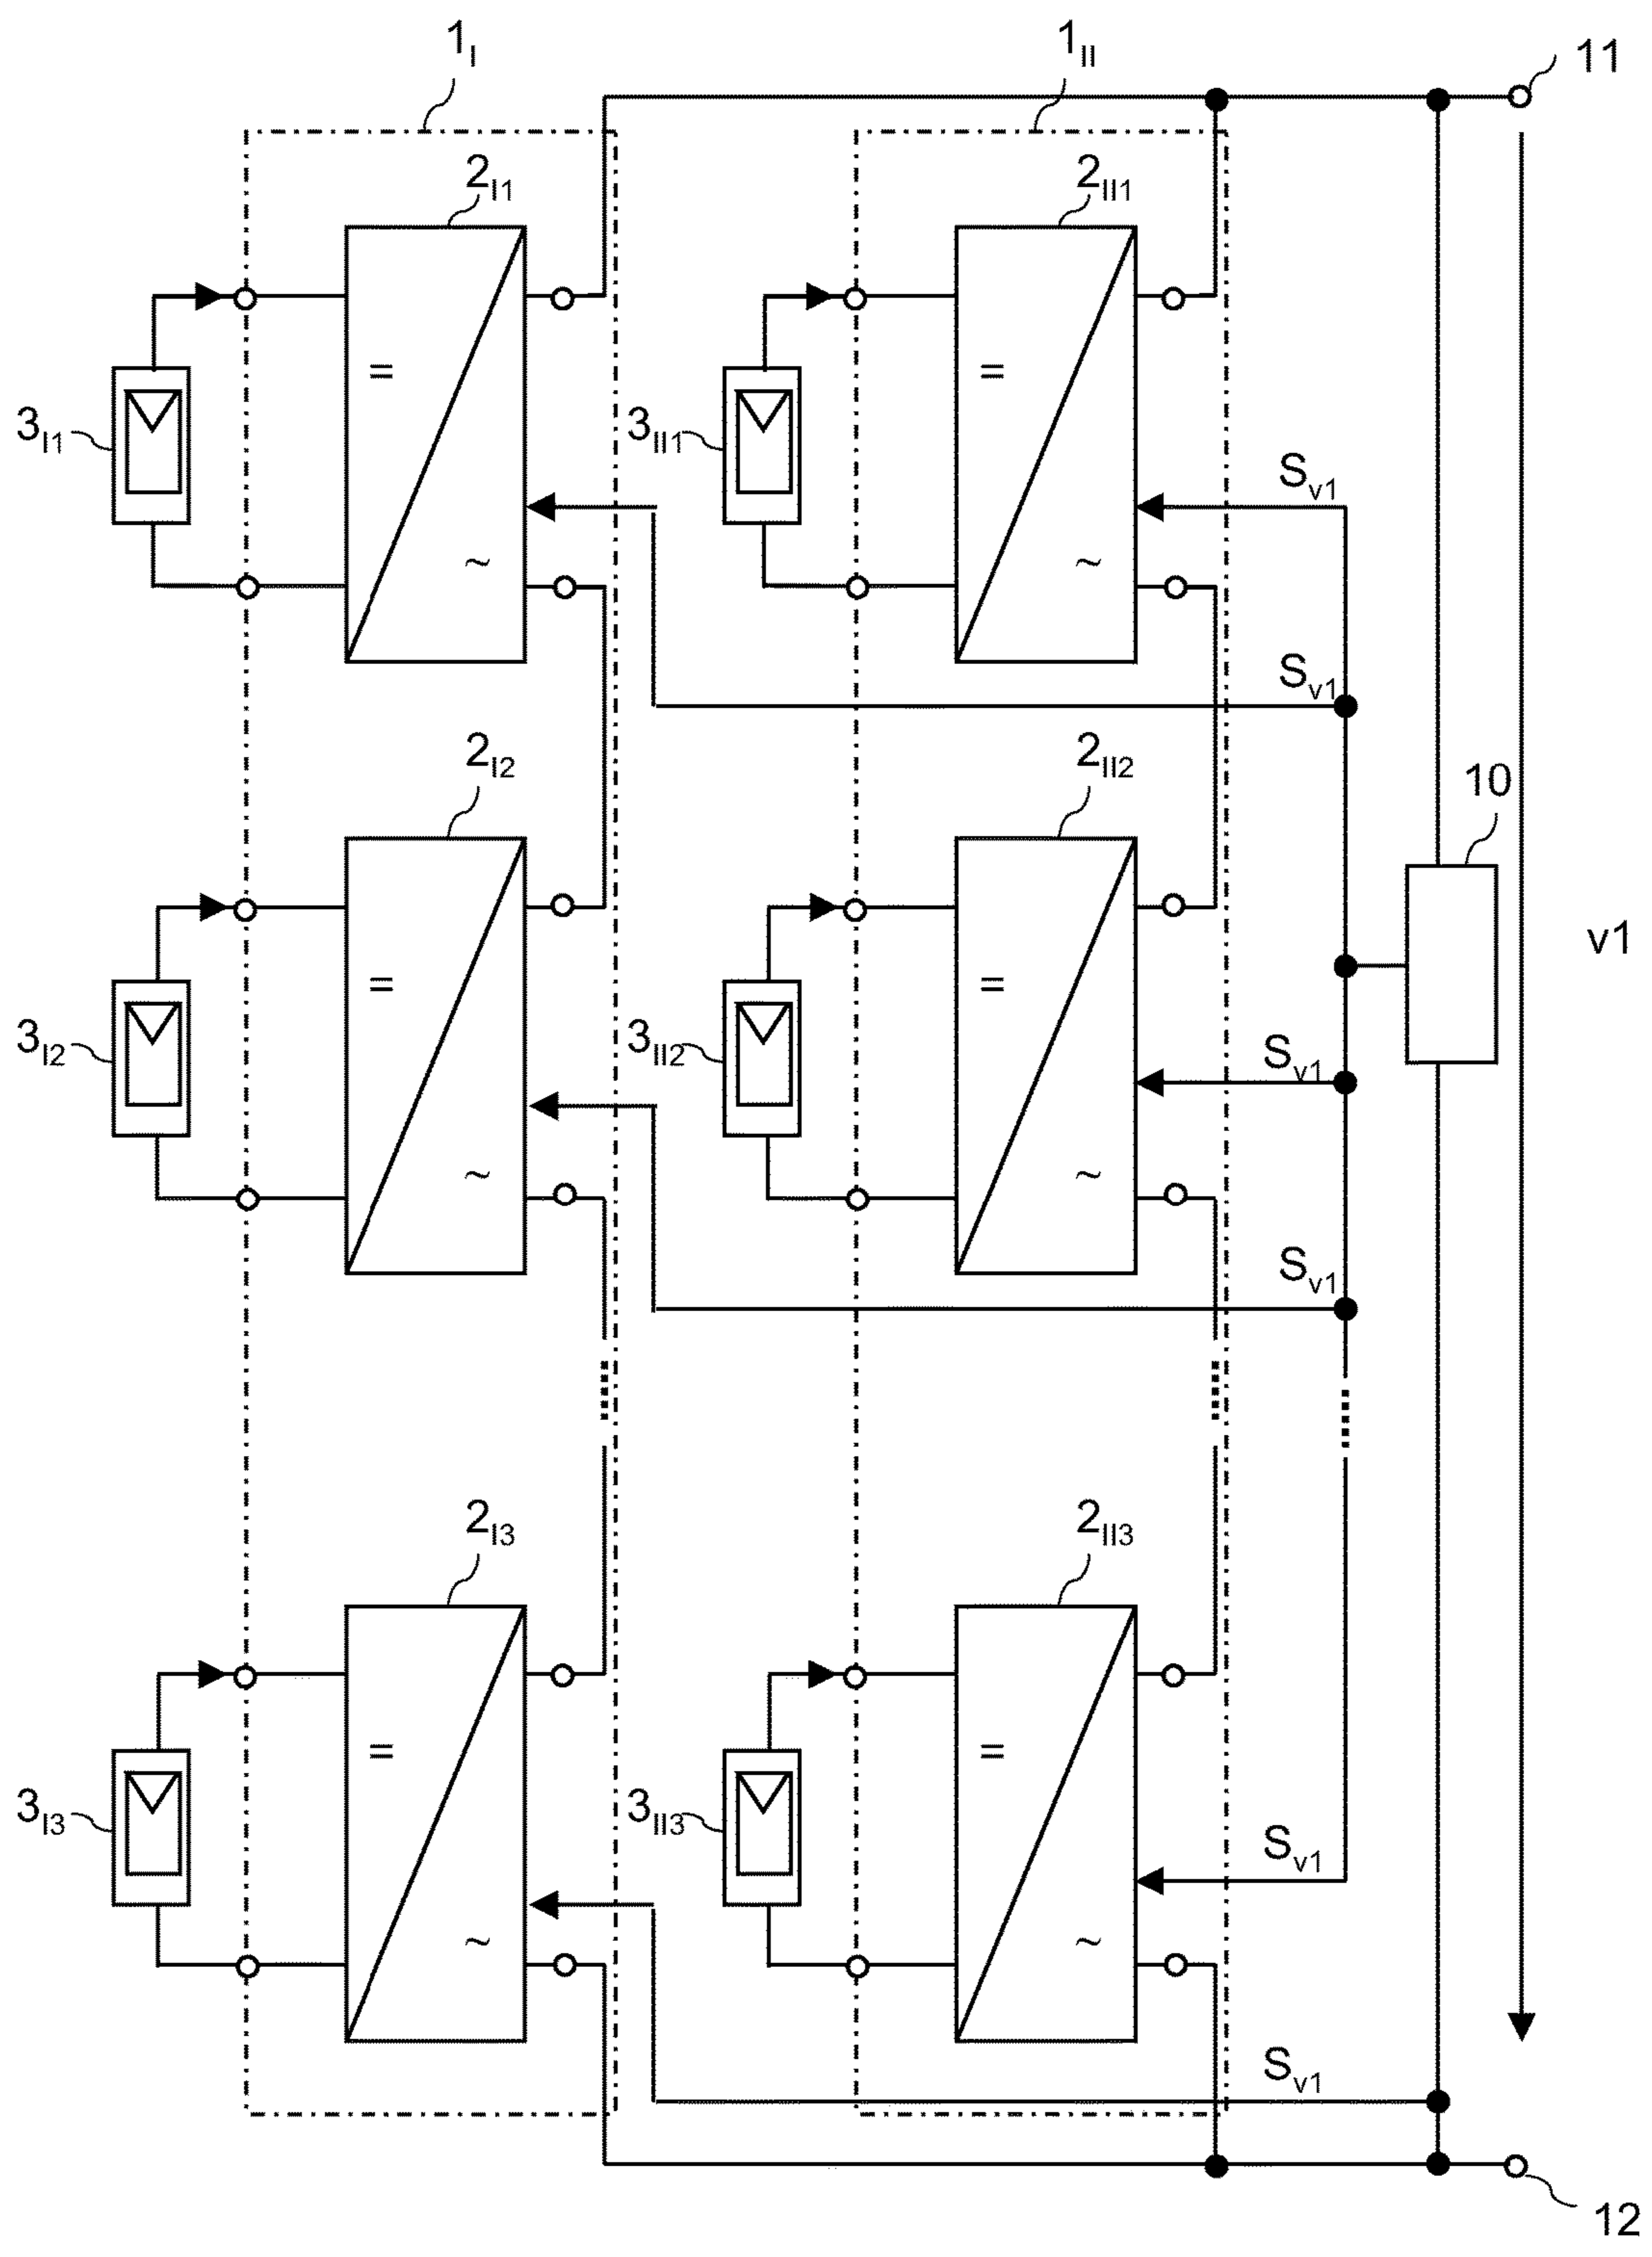 1I
1II
11
2I1
2II1
=
=
3I1
3II1
Sv1
~
~
Sv1
2I2
2II2
10
v1
=
=
3I2
3II2
Sv1
~
~
Sv1
2I3
2II3
=
=
3I3
3II3
Sv1
~
~
Sv1
12